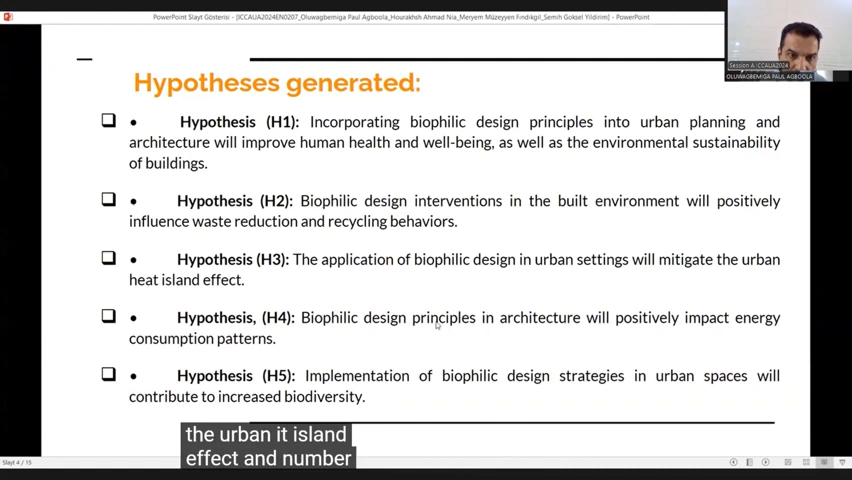 PowerPoint Slayt Gösterisi - [ICCAUA2024EN0207_Oluwagbemiga Paul Agboola_Hourakhsh Ahmad Nia_Meryem Müzeyyen Fındıkgil_Semih Goksel Yildirim] - PowerPoint
Session A ICCAUA2024
OLUWAGBEMIGA PAUL AGBOOLA
Hypotheses generated:
• Hypothesis (H1): Incorporating biophilic design principles into urban planning and
architecture will improve human health and well-being, as well as the environmental sustainability
of buildings.
• Hypothesis (H2): Biophilic design interventions in the built environment will positively
influence waste reduction and recycling behaviors.
• Hypothesis (H3): The application of biophilic design in urban settings will mitigate the urban
heat island effect.
• Hypothesis, (H4): Biophilic design principles in architecture will positively impact energy
consumption patterns.
• Hypothesis (H5): Implementation of biophilic design strategies in urban spaces will
contribute to increased biodiversity.
the urban it island
effect and number
Slayt 4 / 15